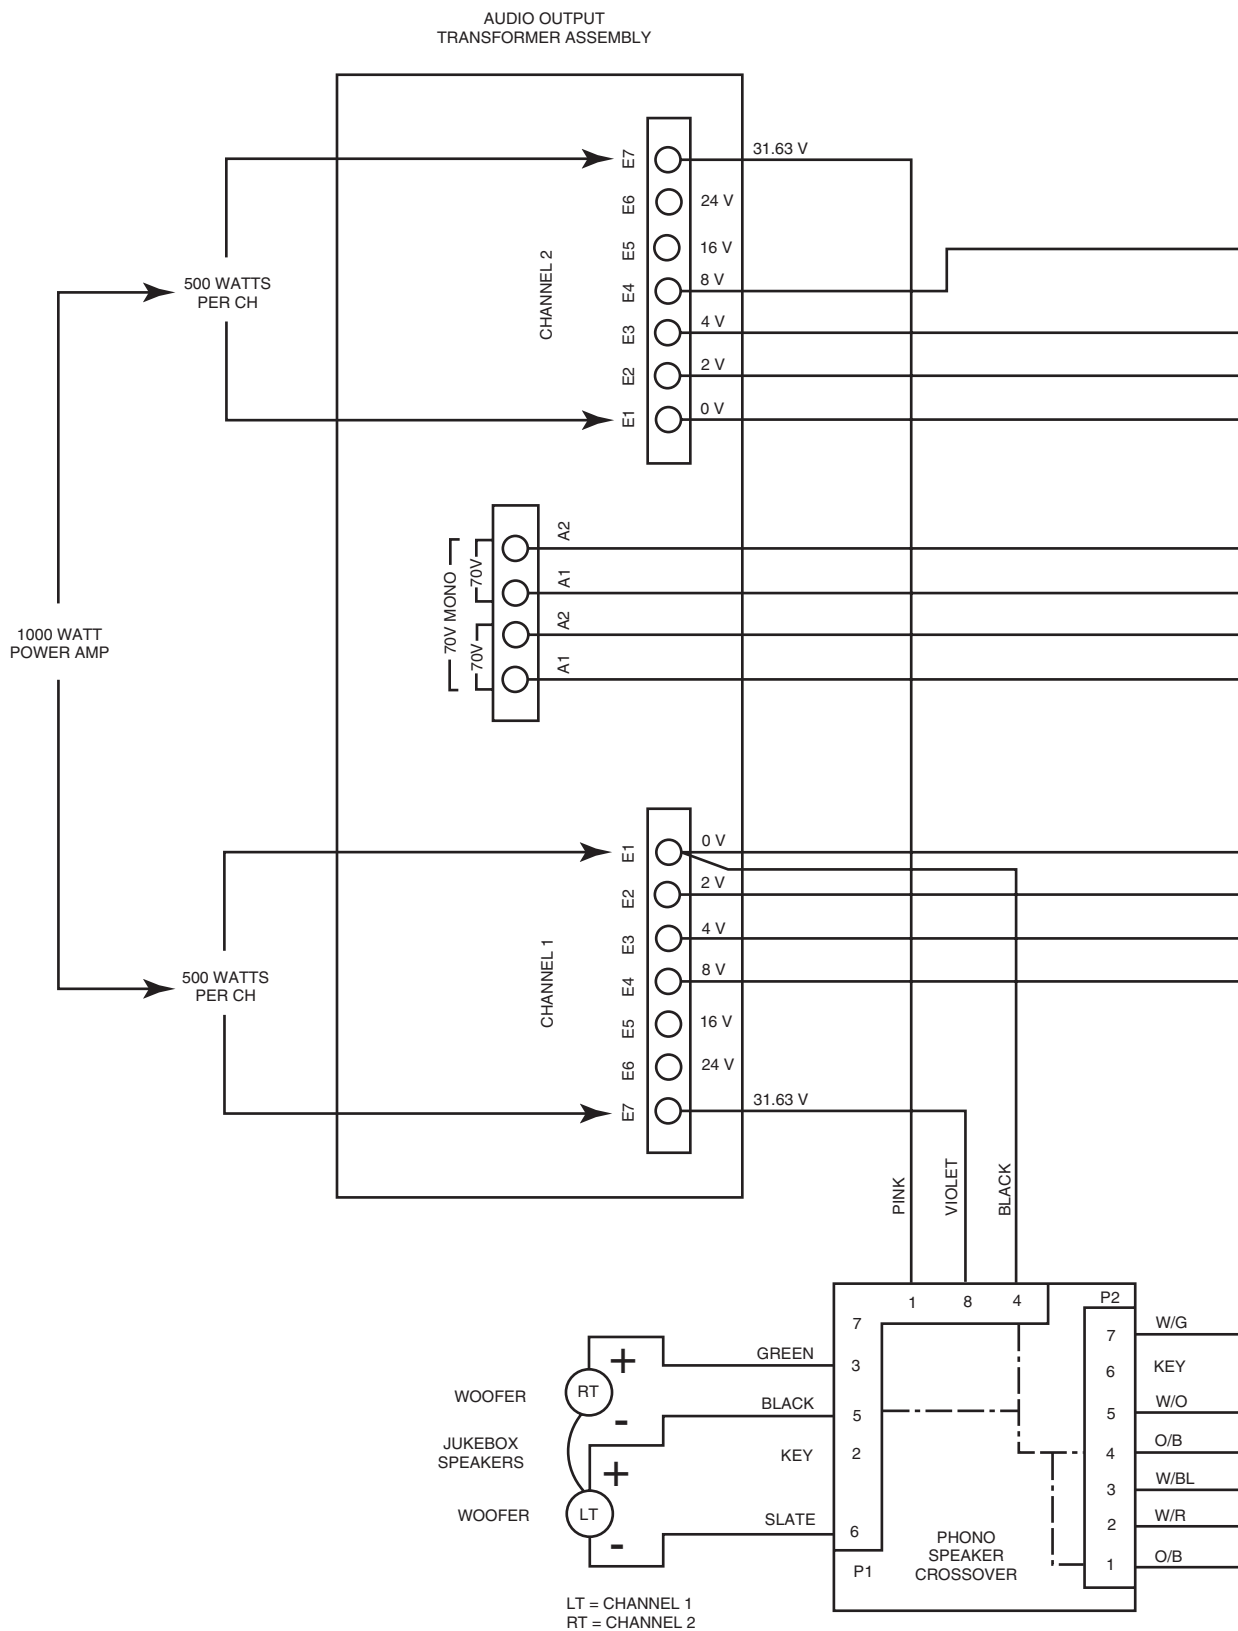 AUDIO OUTPUT
TRANSFORMER ASSEMBLY
E7
31.63 V
E6
24 V
E5
16 V
CHANNEL 2
500 WATTS
PER CH
E4
8 V
E3
4 V
E2
2 V
E1
0 V
A2
70V
A1
70V MONO
A2
70V
A1
1000 WATT
POWER AMP
E1
0 V
E2
2 V
E3
4 V
CHANNEL 1
500 WATTS
PER CH
E4
8 V
E5
16 V
E6
24 V
E7
31.63 V
PINK
VIOLET
BLACK
1
8
4
P2
7
7
W/G
GREEN
3
+
RT
WOOFER
-
6
KEY
BLACK
5
5
W/O
JUKEBOX
SPEAKERS
KEY
2
4
O/B
+
3
W/BL
WOOFER
LT
-
SLATE
6
2
W/R
PHONO
SPEAKER
CROSSOVER
1
O/B
P1
LT = CHANNEL 1
RT = CHANNEL 2